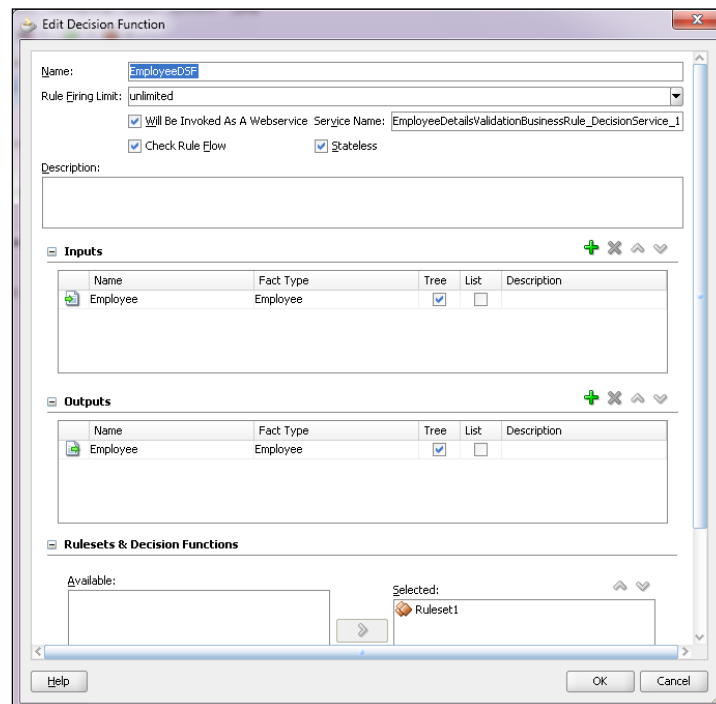 Edit Decision Function
Name: EmployeeDSF
Rule Firing Limit: unlimited
Will Be Invoked As A Webservice Service Name: EmployeeDetailsValidationBusinessRule_DecisionService_1
Check Rule Flow Stateless
Description:
Inputs
Name Fact Type Tree List Description
Employee Employee
Outputs
Name Fact Type Tree List Description
Employee Employee
Rulesets & Decision Functions
Available: Selected:
Ruleset1
Help OK Cancel